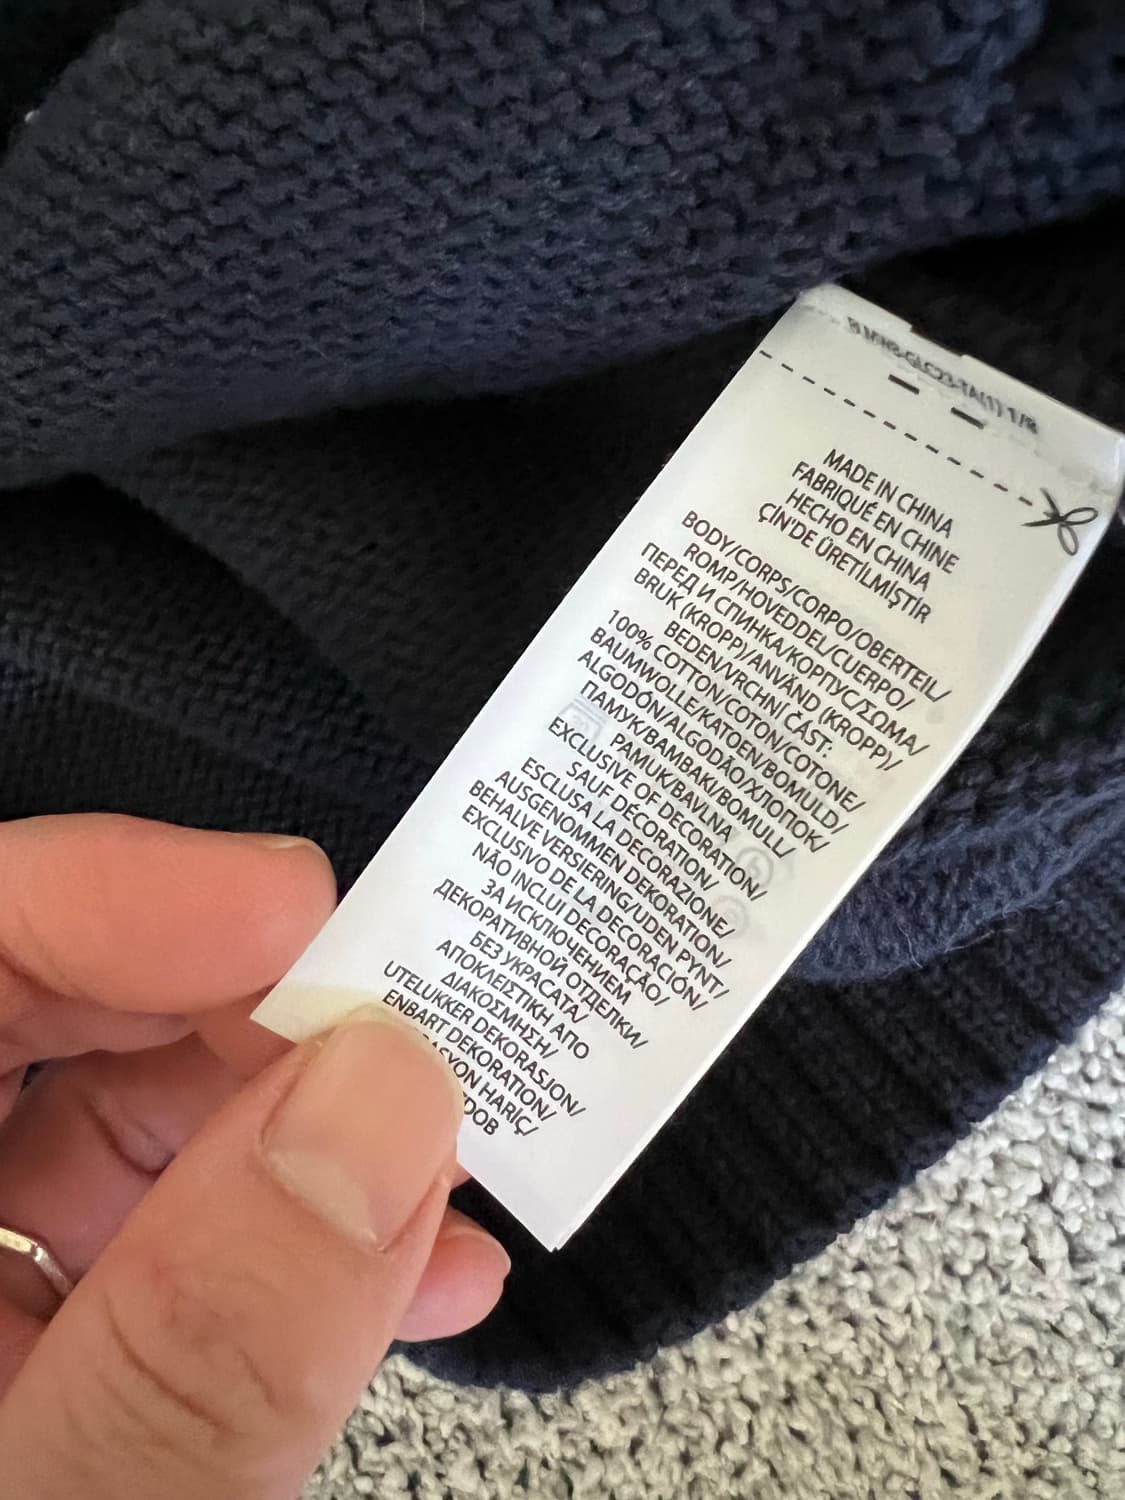 MADE IN CHINA
FABRIQUÉ EN CHINE
HECHO EN CHINA
ÇIN'DE ÜRETİLMİŞTİR
BODY/CORPS/CORPO/OBERTEIL/
ROMP/HOVEDDEL/CUERPO/
ПЕРЕД И СПИНКА/КОРПУС/ΣΩΜΑ/
BRUK (KROPP)/ANVÄND (KROPP)/
BEDEN/VRCHNÍ ČÁST:
100% COTTON/COTON/COTONE/
BAUMWOLLE/KATOEN/BOMULD/
ALGODÓN/ALGODÃO/ХЛОПОК/
ПАМУК/BAMBAKI/BOMULL/
PAMUK/BAVLNA
EXCLUSIVE OF DECORATION/
SAUF DÉCORATION/
ESCLUSA LA DECORAZIONE/
AUSGENOMMEN DEKORATION/
BEHALVE VERSIERING/UDEN PYNT/
EXCLUSIVO DE LA DECORACIÓN/
NÃO INCLUI DECORAÇÃO/
ЗА ИСКЛЮЧЕНИЕМ
ДЕКОРАТИВНОЙ ОТДЕЛКИ/
БЕЗ УКРАСАТА/
ΑΠΟΚΛΕΙΣΤΙΚΗ ΑΠΟ
ΔΙΑΚΟΣΜΗΣΗ/
UTELUKKER DEKORASJON/
ENBART DEKORATION/
HARIÇ/